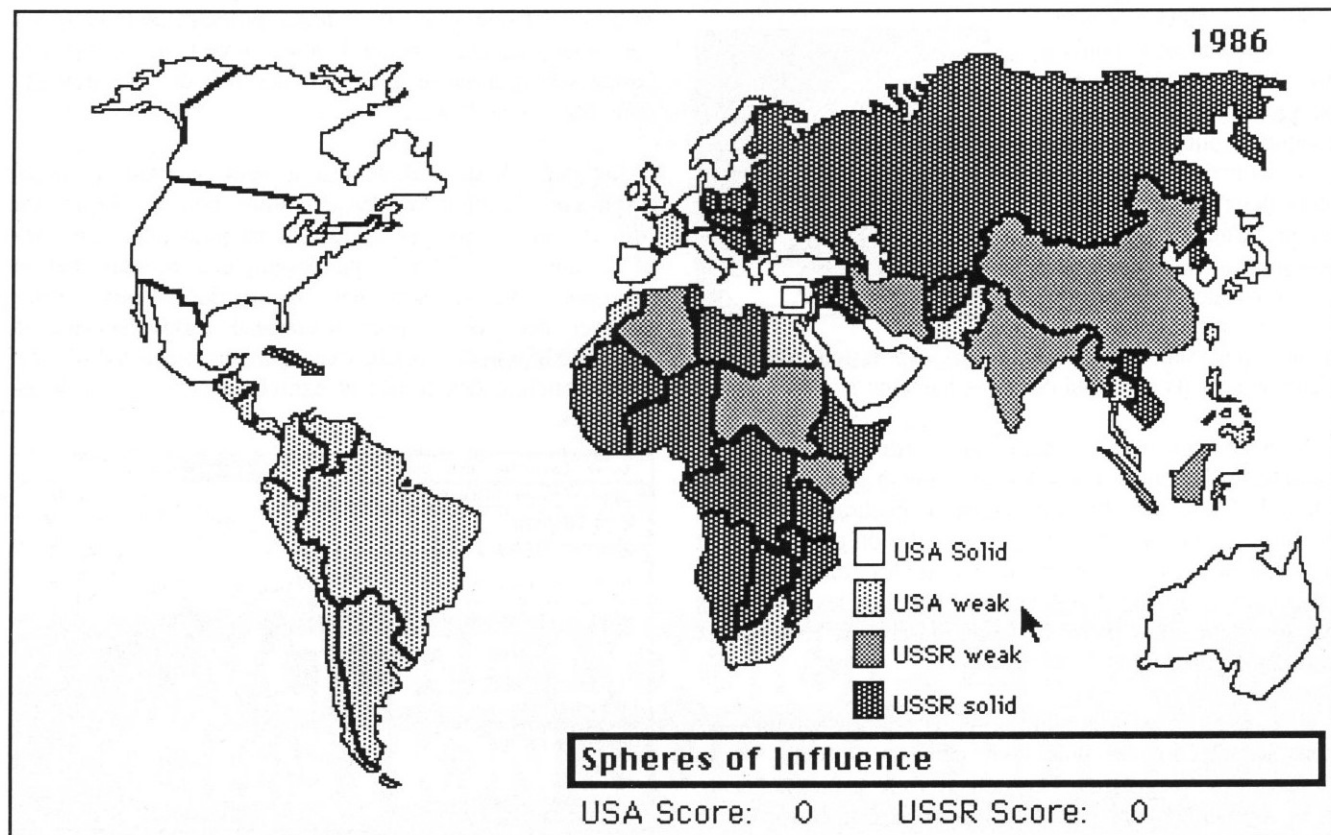 1986
USA Solid
USA weak
USSR weak
USSR solid
Spheres of Influence
USA Score: 0 USSR Score: 0